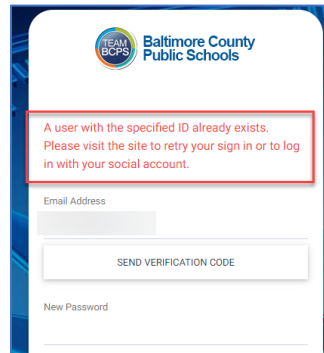 TEAM
BCPS
Baltimore County
Public Schools
A user with the specified ID already exists.
Please visit the site to retry your sign in or to log
in with your social account.
Email Address
SEND VERIFICATION CODE
New Password